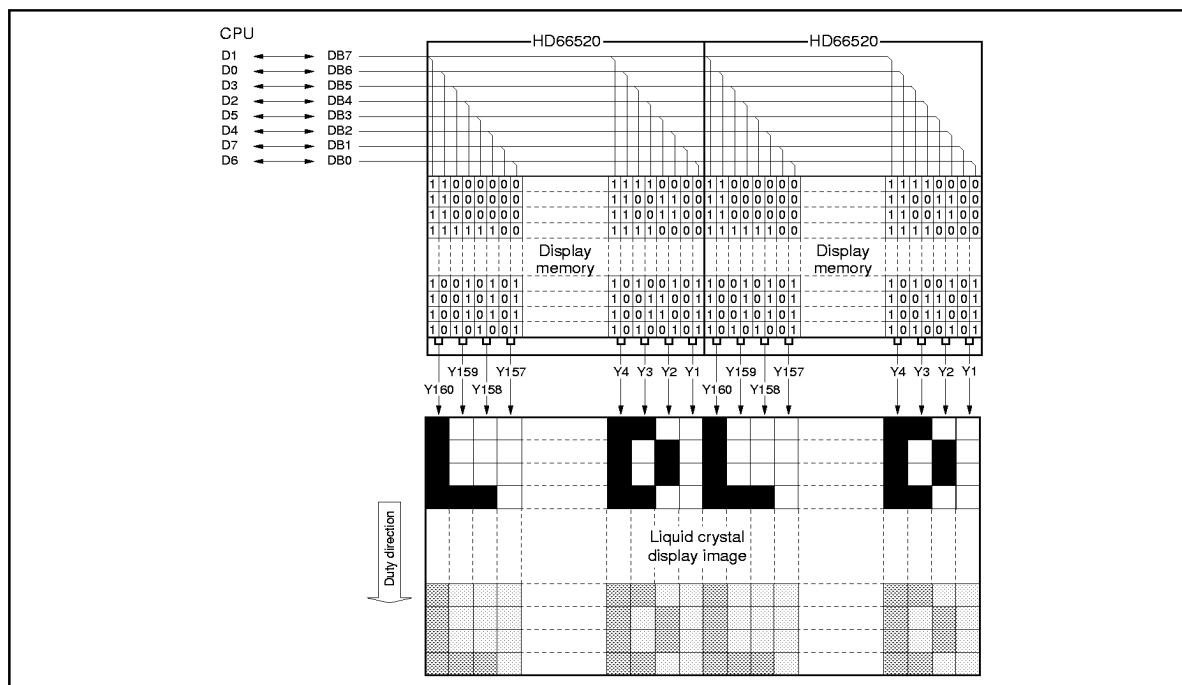 CPU
HD66520 HD66520
D1 DB7
D0 DB6
D3 DB5
D2 DB4
D5 DB3
D4 DB2
D7 DB1
D6 DB0
1 1 0 0 0 0 0 0 1 1 1 1 0 0 0 0 1 1 0 0 0 0 0 0 1 1 1 1 0 0 0 0
1 1 0 0 0 0 0 0 1 1 0 0 1 1 0 0 1 1 0 0 0 0 0 0 1 1 0 0 1 1 0 0
1 1 0 0 0 0 0 0 1 1 0 0 1 1 0 0 1 1 0 0 0 0 0 0 1 1 0 0 1 1 0 0
1 1 1 1 1 1 0 0 1 1 1 1 0 0 0 0 1 1 1 1 1 1 0 0 1 1 1 1 0 0 0 0
Display Display
memory memory
1 0 0 1 0 1 0 1 1 0 1 0 0 1 0 1 1 0 0 1 0 1 0 1 1 0 1 0 0 1 0 1
1 0 0 1 0 1 0 1 1 0 0 1 1 0 0 1 1 0 0 1 0 1 0 1 1 0 0 1 1 0 0 1
1 0 0 1 0 1 0 1 1 0 0 1 1 0 0 1 1 0 0 1 0 1 0 1 1 0 0 1 1 0 0 1
1 0 1 0 1 0 0 1 1 0 1 0 0 1 0 1 1 0 1 0 1 0 0 1 1 0 1 0 0 1 0 1
Y159 Y157 Y4 Y3 Y2 Y1 Y159 Y157 Y4 Y3 Y2 Y1
Y160 Y158 Y160 Y158
L D L D
Liquid crystal
display image
Duty direction
L D L D